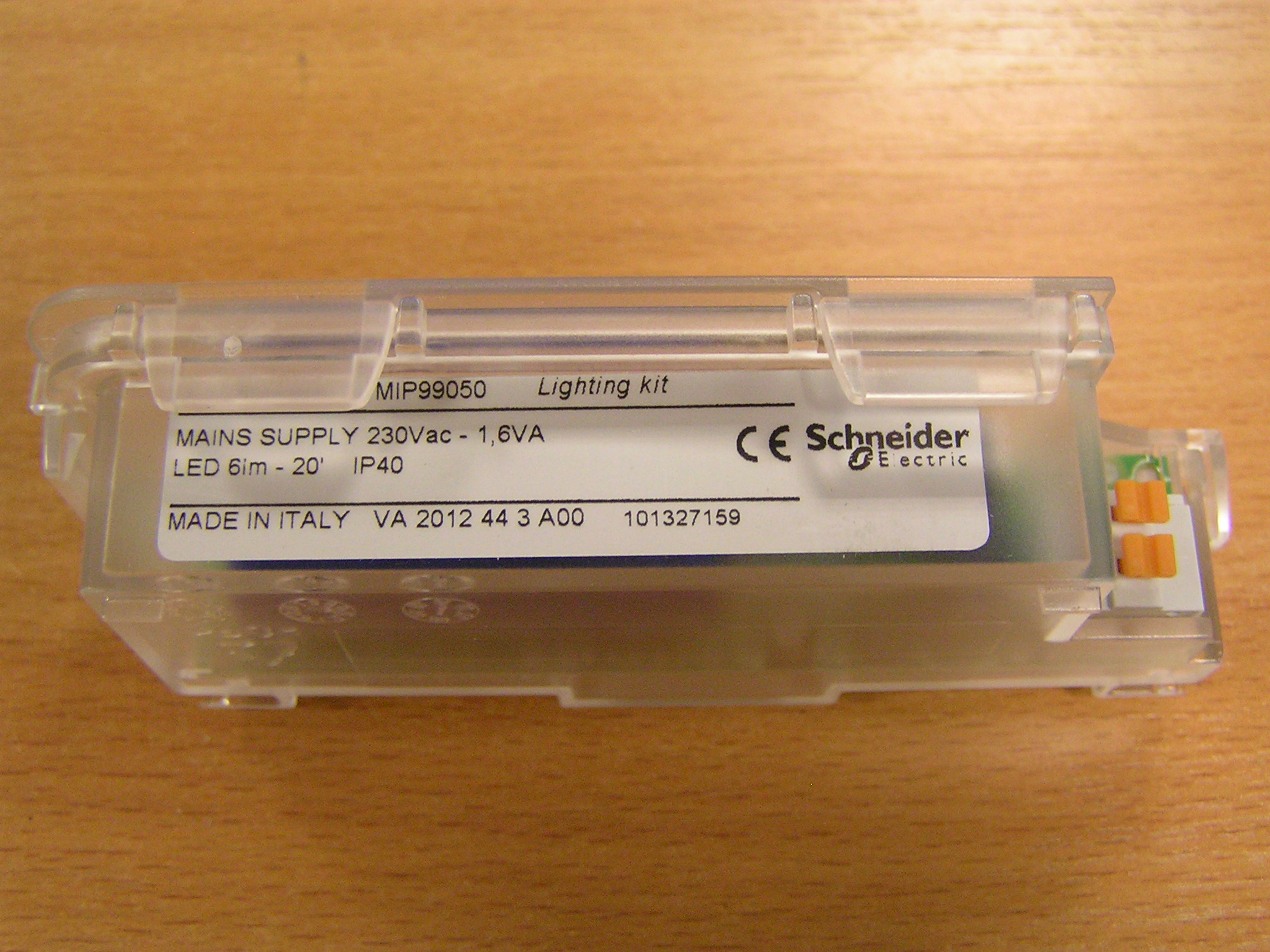 MIP99050 Lighting kit
MAINS SUPPLY 230Vac - 1,6VA
LED 6lm - 20' IP40
CE Schneider
Electric
MADE IN ITALY VA 2012 44 3 A00 101327159